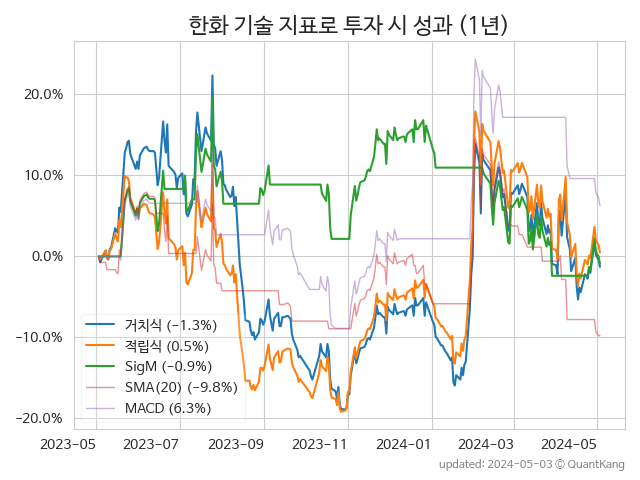 한화 기술 지표로 투자 시 성과 (1년)
20.0%
10.0%
0.0%
−10.0%
−20.0%
거치식 (−1.3%)
적립식 (0.5%)
SigM (−0.9%)
SMA(20) (−9.8%)
MACD (6.3%)
2023-05 2023-07 2023-09 2023-11 2024-01 2024-03 2024-05
updated: 2024-05-03 © QuantKang